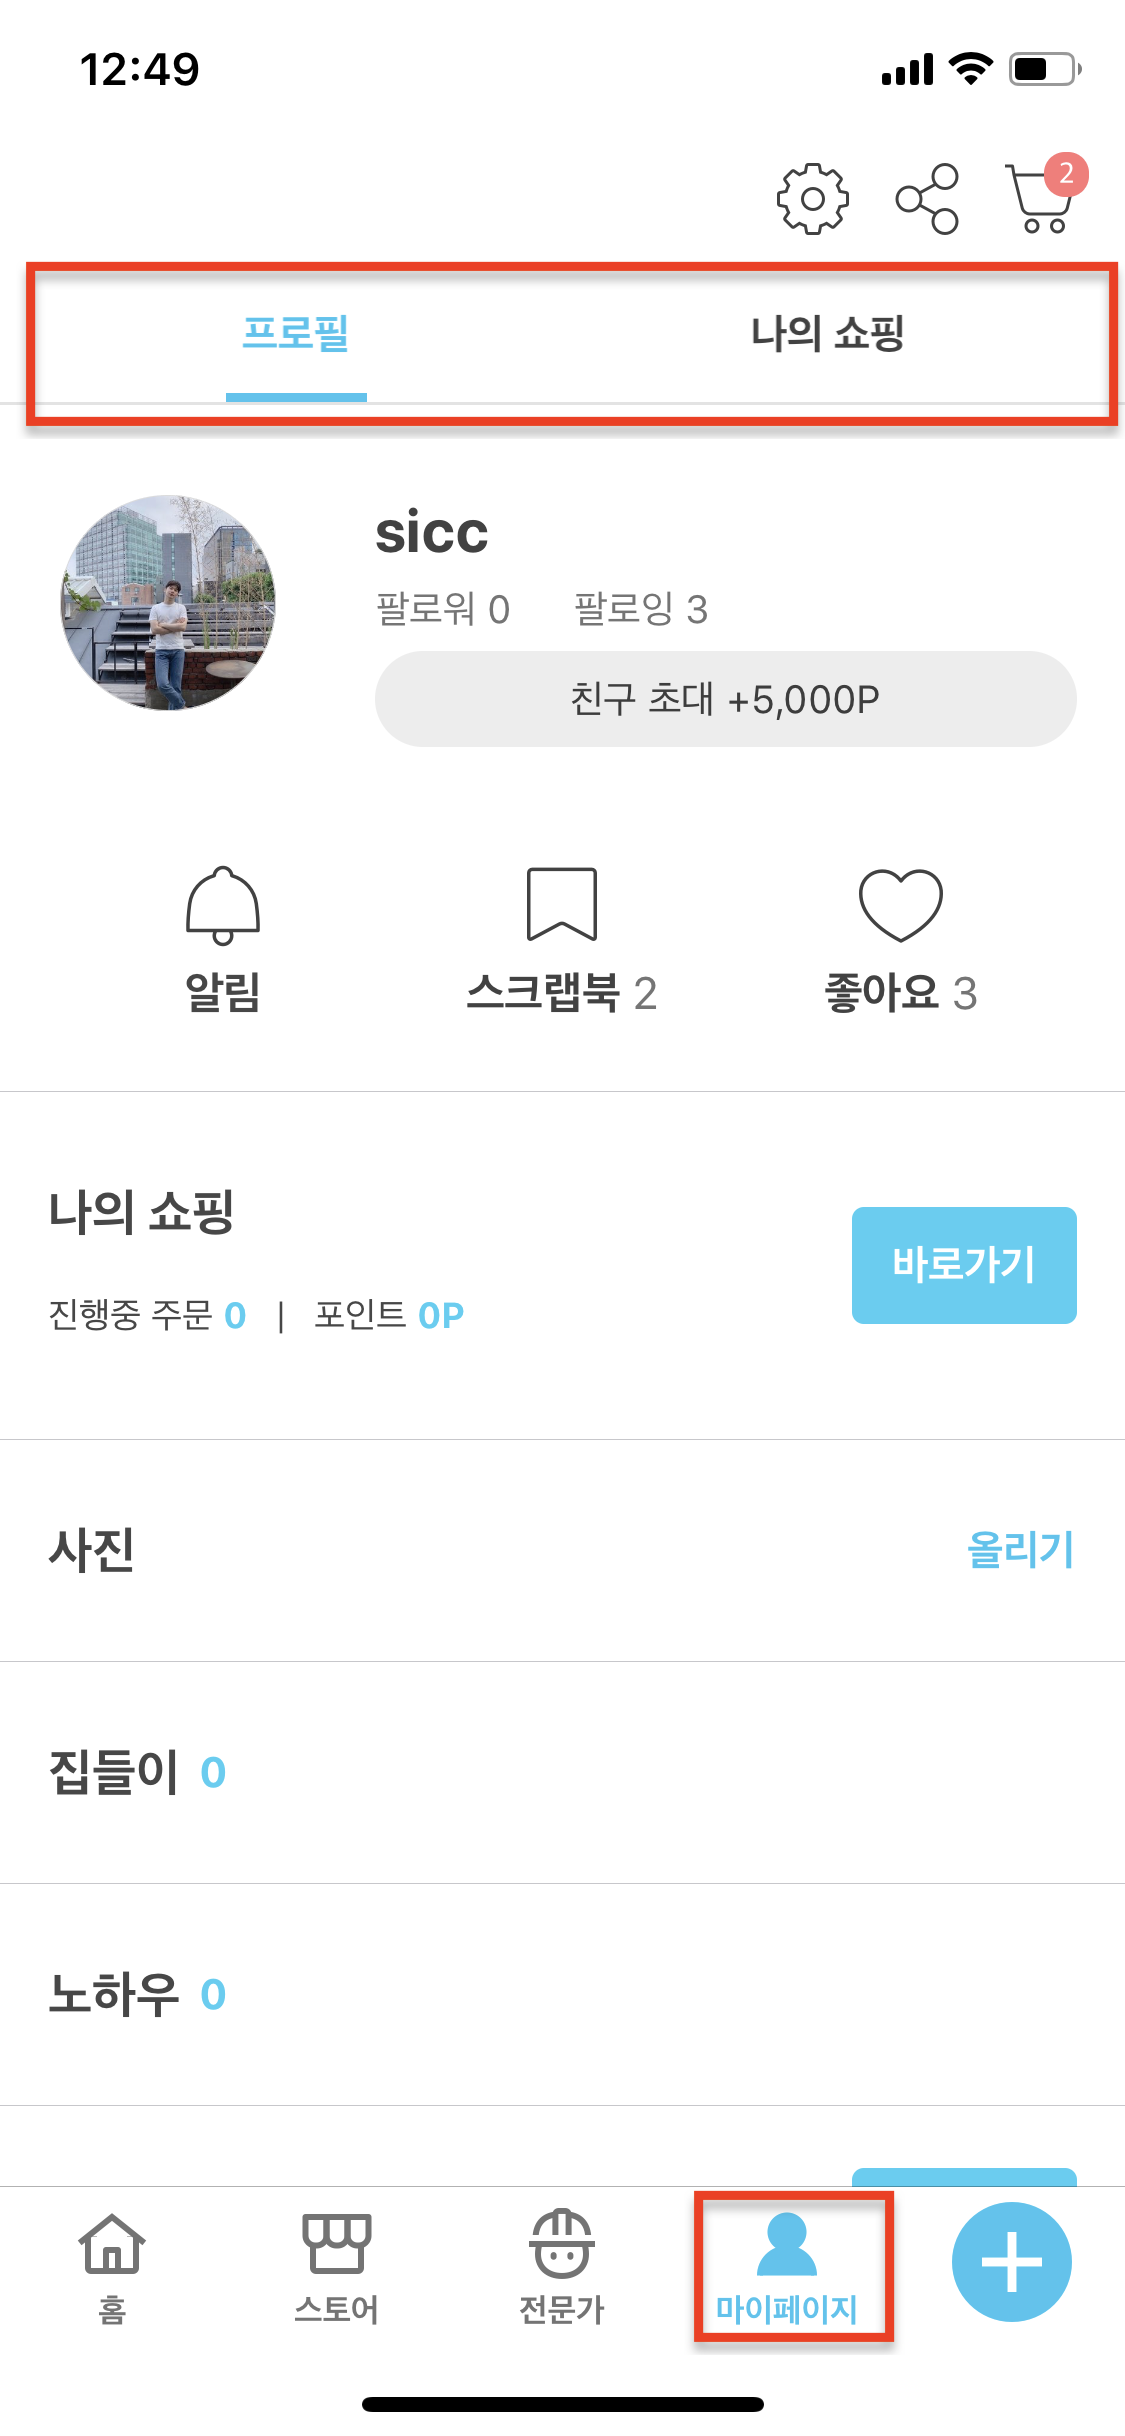 12:49
2
프로필 나의 쇼핑
sicc
팔로워 0 팔로잉 3
친구 초대 +5,000P
알림 스크랩북 2 좋아요 3
나의 쇼핑
바로가기
진행중 주문 0 | 포인트 0P
사진 올리기
집들이 0
노하우 0
홈 스토어 전문가 마이페이지